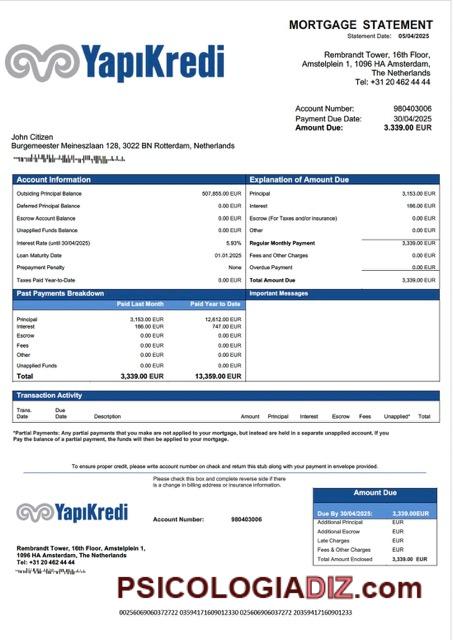 MORTGAGE STATEMENT
Statement Date: 05/04/2025
YapıKredi
Rembrandt Tower, 16th Floor,
Amstelplein 1, 1096 HA Amsterdam,
The Netherlands
Tel: +31 20 462 44 44
Account Number: 980403006
Payment Due Date: 30/04/2025
Amount Due: 3.339.00 EUR
John Citizen
Burgemeester Meineszlaan 128, 3022 BN Rotterdam, Netherlands
Account Information
Outsiding Principal Balance 507,855.00 EUR
Deferred Principal Balance 0.00 EUR
Escrow Account Balance 0.00 EUR
Unapplied Funds Balance 0.00 EUR
Interest Rate (until 30/04/2025) 5.93%
Loan Maturity Date 01.01.2025
Prepayment Penalty None
Taxes Paid Year-to-Date 0.00 EUR
Explanation of Amount Due
Principal 3,153.00 EUR
Interest 186.00 EUR
Escrow (For Taxes and/or Insurance) 0.00 EUR
Other 0.00 EUR
Regular Monthly Payment 3,339.00 EUR
Fees and Other Charges 0.00 EUR
Overdue Payment 0.00 EUR
Total Amount Due 3,339.00 EUR
Past Payments Breakdown
Paid Last Month Paid Year to Date
Principal 3,153.00 EUR 12,612.00 EUR
Interest 186.00 EUR 747.00 EUR
Escrow 0.00 EUR 0.00 EUR
Fees 0.00 EUR 0.00 EUR
Other 0.00 EUR 0.00 EUR
Unapplied Funds 0.00 EUR 0.00 EUR
Total 3,339.00 EUR 13,359.00 EUR
Important Messages
Transaction Activity
Trans. Date Due Date Description Amount Principal Interest Escrow Fees Unapplied* Total
*Partial Payments: Any partial payments that you make are not applied to your mortgage, but instead are held in a separate unapplied account, if you
Pay the balance of a partial payment, the funds will then be applied to your mortgage.
To ensure proper credit, please write account number on check and return this stub along with your payment in envelope provided.
Please check this box and complete reverse side if there
is a change in billing address or insurance information.
YapıKredi
Account Number: 980403006
Rembrandt Tower, 16th Floor, Amstelplein 1,
1096 HA Amsterdam, The Netherlands
Tel: +31 20 462 44 44
Amount Due
Due By 30/04/2025: 3,339.00EUR
Additional Principal EUR
Additional Escrow EUR
Late Charges EUR
Fees & Other Charges EUR
Total Amount Enclosed 3,339.00 EUR
PSICOLOGIADIZ.com
00256069060372722 03594171609012330 0256069060372272 20359417160901233